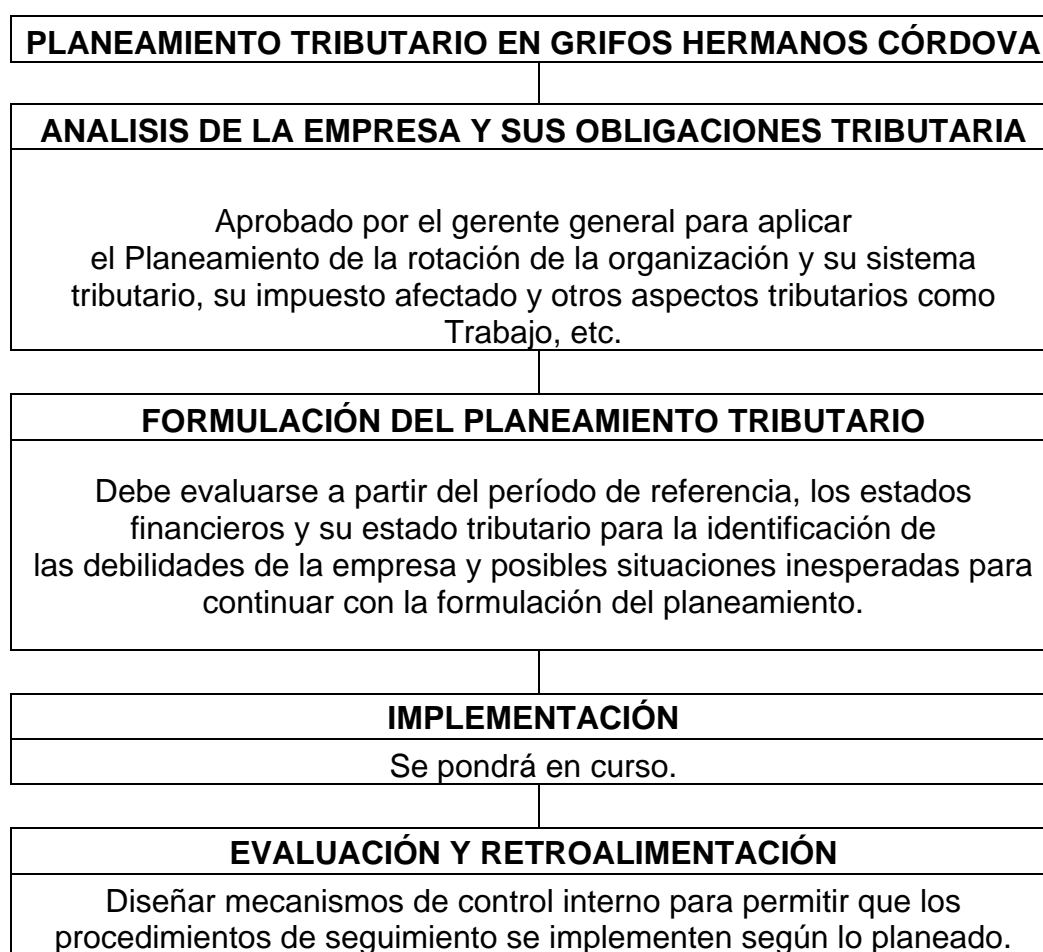 PLANEAMIENTO TRIBUTARIO EN GRIFOS HERMANOS CÓRDOVA
ANALISIS DE LA EMPRESA Y SUS OBLIGACIONES TRIBUTARIA
Aprobado por el gerente general para aplicar
el Planeamiento de la rotación de la organización y su sistema
tributario, su impuesto afectado y otros aspectos tributarios como
Trabajo, etc.
FORMULACIÓN DEL PLANEAMIENTO TRIBUTARIO
Debe evaluarse a partir del período de referencia, los estados
financieros y su estado tributario para la identificación de
las debilidades de la empresa y posibles situaciones inesperadas para
continuar con la formulación del planeamiento.
IMPLEMENTACIÓN
Se pondrá en curso.
EVALUACIÓN Y RETROALIMENTACIÓN
Diseñar mecanismos de control interno para permitir que los
procedimientos de seguimiento se implementen según lo planeado.